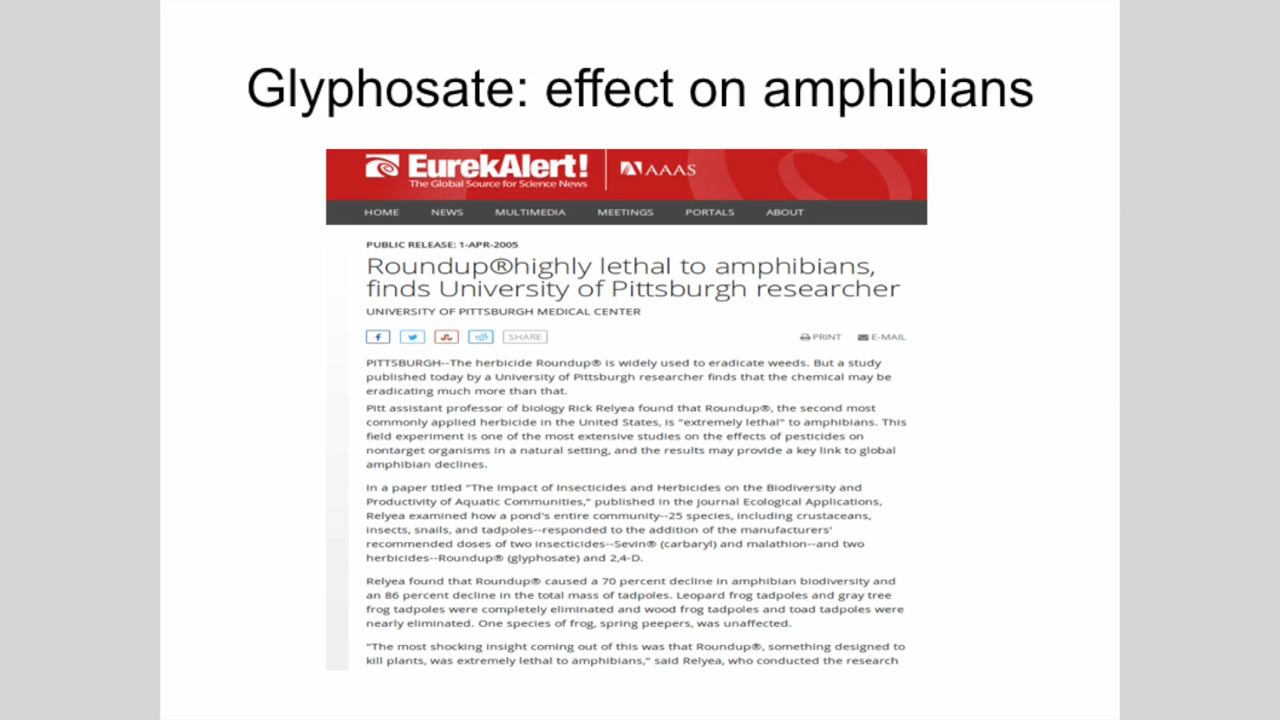 Glyphosate: effect on amphibians
EurekAlert! AAAS
The Global Source for Science News
HOME NEWS MULTIMEDIA MEETINGS PORTALS ABOUT
PUBLIC RELEASE: 1-APR-2005
Roundup®highly lethal to amphibians,
finds University of Pittsburgh researcher
UNIVERSITY OF PITTSBURGH MEDICAL CENTER
SHARE PRINT E-MAIL
PITTSBURGH--The herbicide Roundup® is widely used to eradicate weeds. But a study
published today by a University of Pittsburgh researcher finds that the chemical may be
eradicating much more than that.
Pitt assistant professor of biology Rick Relyea found that Roundup®, the second most
commonly applied herbicide in the United States, is "extremely lethal" to amphibians. This
field experiment is one of the most extensive studies on the effects of pesticides on
nontarget organisms in a natural setting, and the results may provide a key link to global
amphibian declines.
In a paper titled "The Impact of Insecticides and Herbicides on the Biodiversity and
Productivity of Aquatic Communities," published in the journal Ecological Applications,
Relyea examined how a pond's entire community--25 species, including crustaceans,
insects, snails, and tadpoles--responded to the addition of the manufacturers'
recommended doses of two insecticides--Sevin® (carbaryl) and malathion--and two
herbicides--Roundup® (glyphosate) and 2,4-D.
Relyea found that Roundup® caused a 70 percent decline in amphibian biodiversity and
an 86 percent decline in the total mass of tadpoles. Leopard frog tadpoles and gray tree
frog tadpoles were completely eliminated and wood frog tadpoles and toad tadpoles were
nearly eliminated. One species of frog, spring peepers, was unaffected.
"The most shocking insight coming out of this was that Roundup®, something designed to
kill plants, was extremely lethal to amphibians," said Relyea, who conducted the research